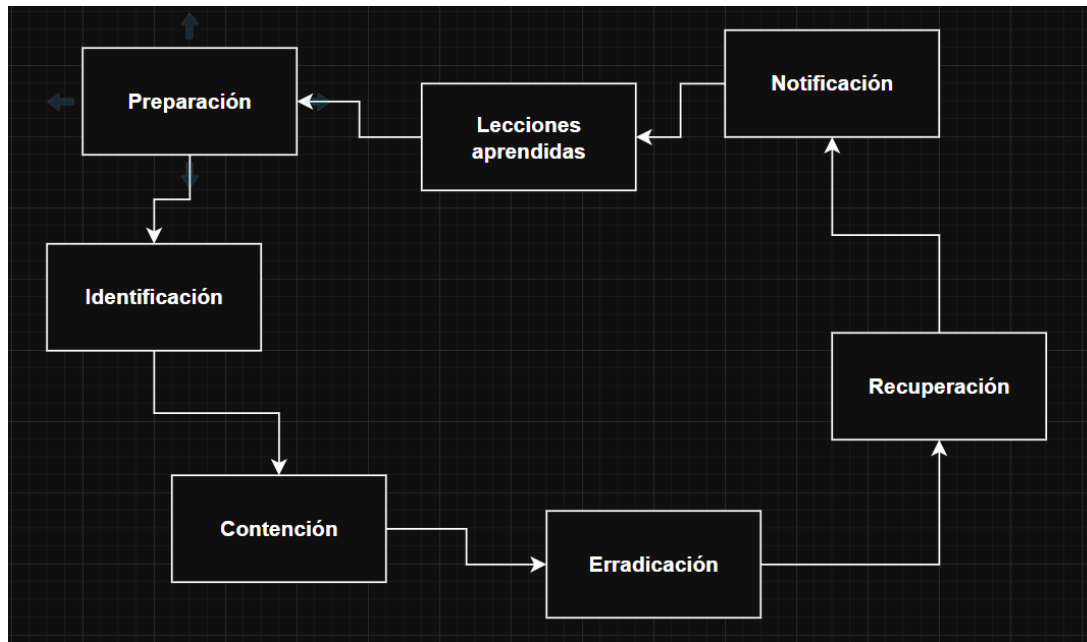 Preparación
Lecciones
aprendidas
Notificación
Identificación
Recuperación
Contención
Erradicación